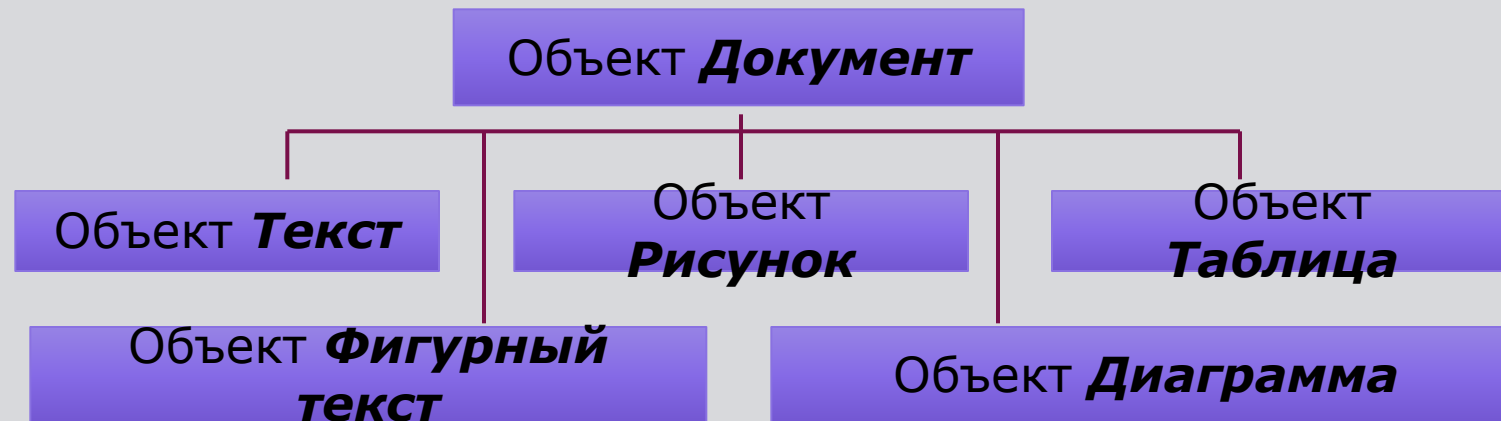 Объект Документ
Объект Текст
Объект
Рисунок
Объект
Таблица
Объект Фигурный
текст
Объект Диаграмма